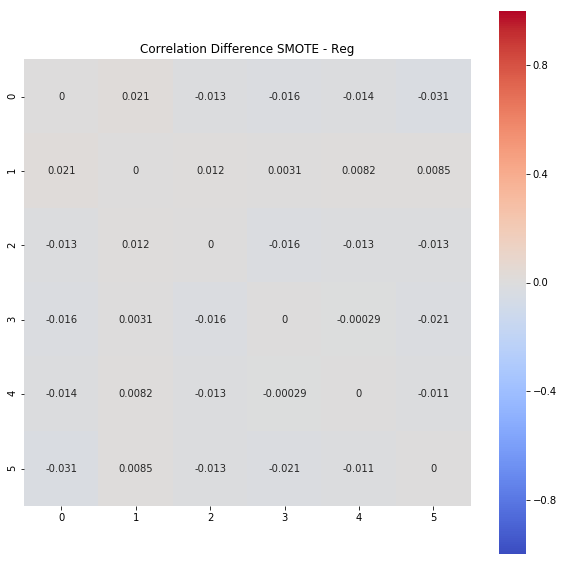 Correlation Difference SMOTE - Reg
0 0 0.021 -0.013 -0.016 -0.014 -0.031
1 0.021 0 0.012 0.0031 0.0082 0.0085
2 -0.013 0.012 0 -0.016 -0.013 -0.013
3 -0.016 0.0031 -0.016 0 -0.00029 -0.021
4 -0.014 0.0082 -0.013 -0.00029 0 -0.011
5 -0.031 0.0085 -0.013 -0.021 -0.011 0
0 1 2 3 4 5
0.8
0.4
0.0
−0.4
−0.8